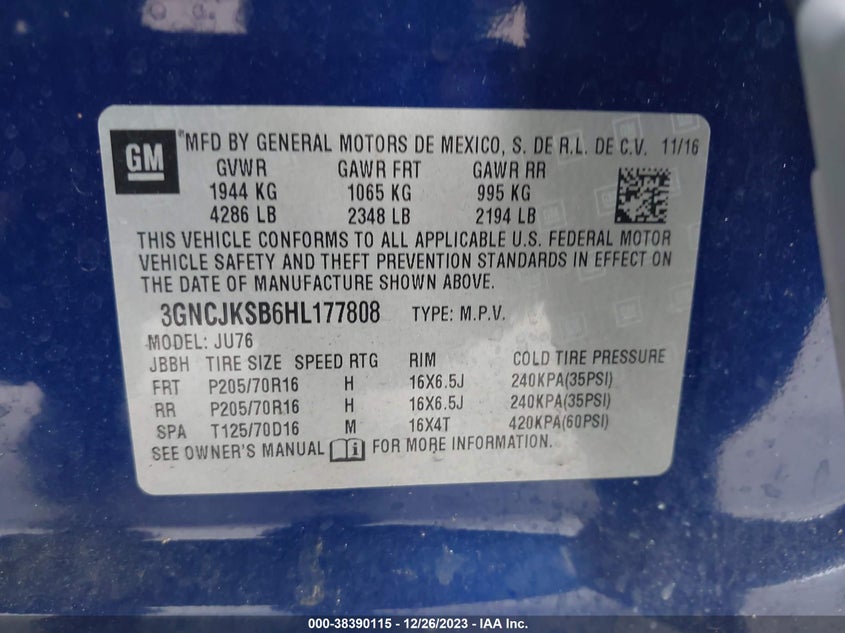 GM
®MFD BY GENERAL MOTORS DE MEXICO, S. DE R.L. DE C.V. 11/16
GVWR GAWR FRT GAWR RR
1944 KG 1065 KG 995 KG
4286 LB 2348 LB 2194 LB
THIS VEHICLE CONFORMS TO ALL APPLICABLE U.S. FEDERAL MOTOR
VEHICLE SAFETY AND THEFT PREVENTION STANDARDS IN EFFECT ON
THE DATE OF MANUFACTURE SHOWN ABOVE.
3GNCJKSB6HL177808 TYPE: M.P.V.
MODEL: JU76
JBBH TIRE SIZE SPEED RTG RIM COLD TIRE PRESSURE
FRT P205/70R16 H 16X6.5J 240KPA(35PSI)
RR P205/70R16 H 16X6.5J 240KPA(35PSI)
SPA T125/70D16 M 16X4T 420KPA(60PSI)
SEE OWNER'S MANUAL i FOR MORE INFORMATION.
000-38390115 - 12/26/2023 - IAA Inc.